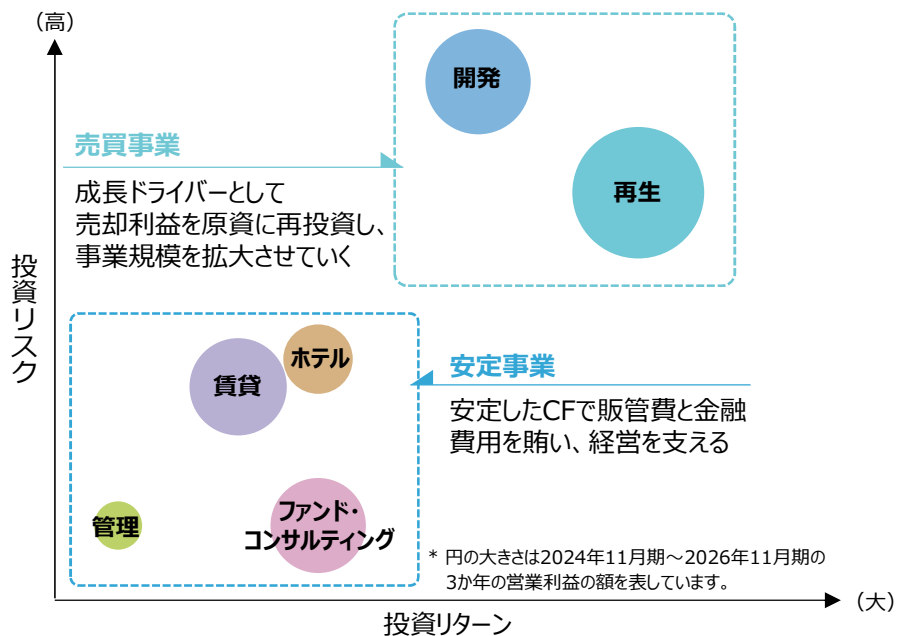 （高）
開発
売買事業
再生
成長ドライバーとして
売却利益を原資に再投資し、
事業規模を拡大させていく
投資リスク
ホテル
賃貸
安定事業
安定したCFで販管費と金融
費用を賄い、経営を支える
管理
ファンド・
コンサルティング
* 円の大きさは2024年11月期～2026年11月期の
3か年の営業利益の額を表しています。
（大）
投資リターン